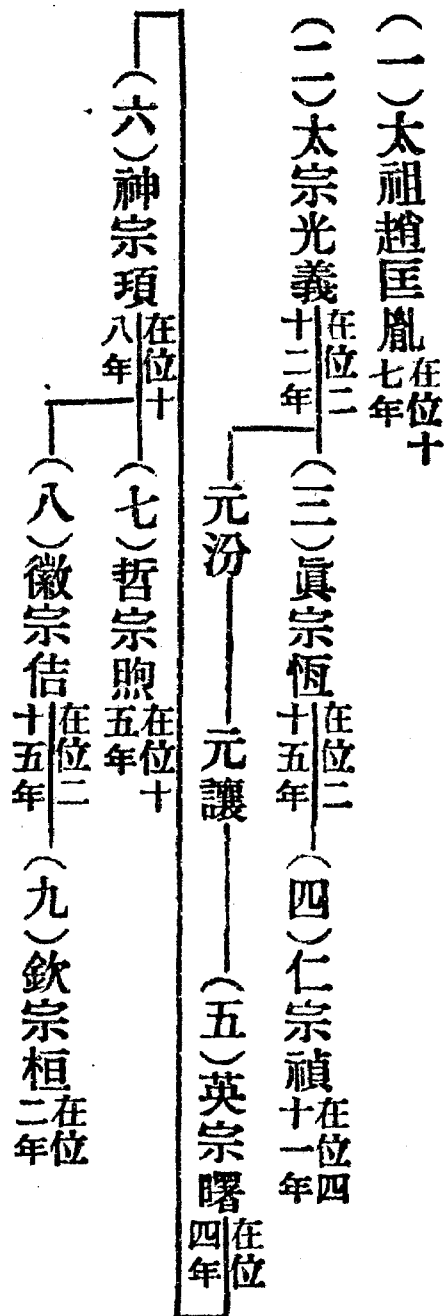 （一）太祖趙匡胤在位十七年
（二）太宗光義在位二十二年
（三）眞宗恆在位二十五年
（四）仁宗禎在位四十一年
元汾
元讓
（五）英宗曙在位四年
（六）神宗頊在位十八年
（七）哲宗煦在位十五年
（八）徽宗佶在位二十五年
（九）欽宗桓在位二年